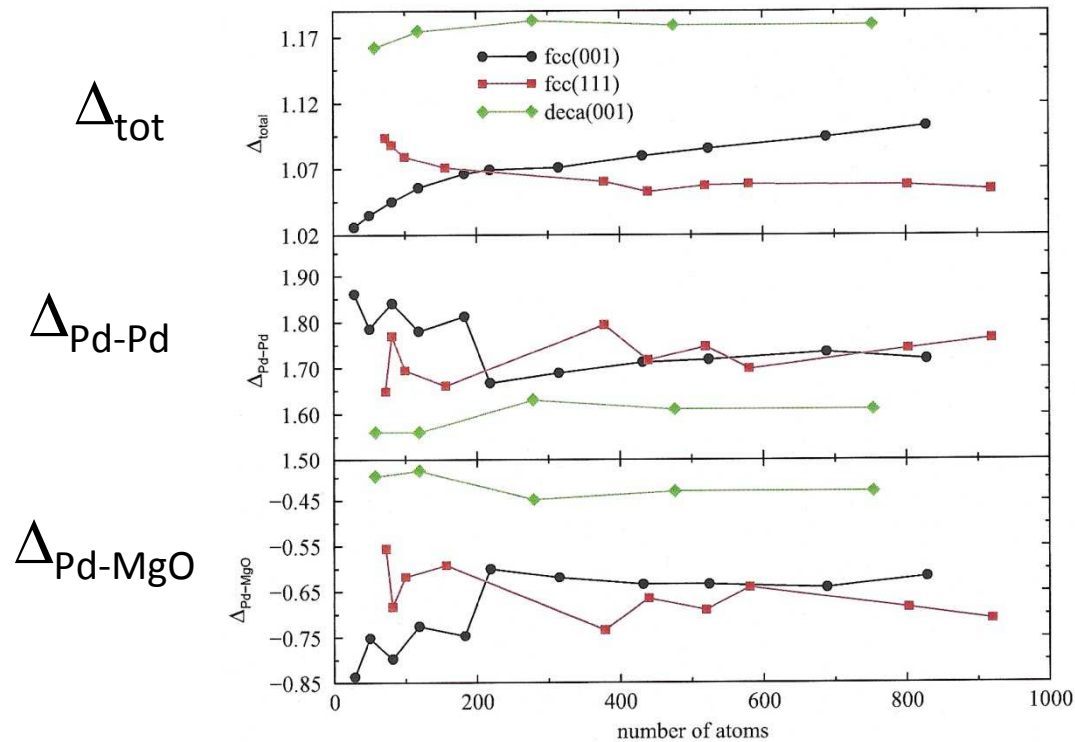 Δtot
ΔPd-Pd
ΔPd-MgO
Δtotal
1.17
1.12
1.07
1.02
fcc(001)
fcc(111)
deca(001)
ΔPd−Pd
1.90
1.80
1.70
1.60
1.50
ΔPd−MgO
−0.45
−0.55
−0.65
−0.75
−0.85
0
200
400
600
800
1000
number of atoms